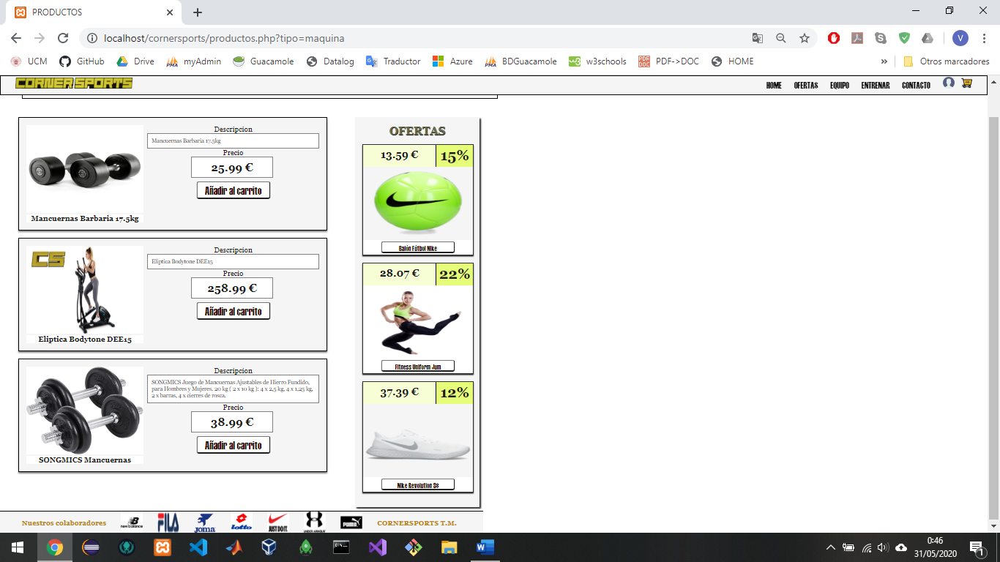 PRODUCTOS
localhost/cornersports/productos.php?tipo=maquina
V
UCM
GitHub
Drive
myAdmin
Guacamole
Datalog
Traductor
Azure
BDGuacamole
w3schools
PDF->DOC
HOME
»
Otros marcadores
CORNER SPORTS
HOME
OFERTAS
EQUIPO
ENTRENAR
CONTACTO
Descripcion
Mancuernas Barbaria 17.5kg
Precio
25.99 €
Añadir al carrito
Mancuernas Barbaria 17.5kg
CS
Descripcion
Eliptica Bodytone DEE15
Precio
258.99 €
Añadir al carrito
Eliptica Bodytone DEE15
Descripcion
SONGMICS Juego de Mancuernas Ajustables de Hierro Fundido,
para Hombres y Mujeres. 20 kg ( 2 x 10 kg ): 4 x 2,5 kg, 4 x 1,25 kg,
2 x barras, 4 x cierres de rosca.
Precio
38.99 €
Añadir al carrito
SONGMICS Mancuernas
OFERTAS
13.59 €
15%
Balón Fútbol Nike
28.07 €
22%
Fitness Uniform Jum
37.39 €
12%
Nike Revolution
Nuestros colaboradores
new balance
FILA
Joma
lotto
JUST DO IT.
UNDER ARMOUR
PUMA
CORNERSPORTS T.M.
0:46
31/05/2020
1